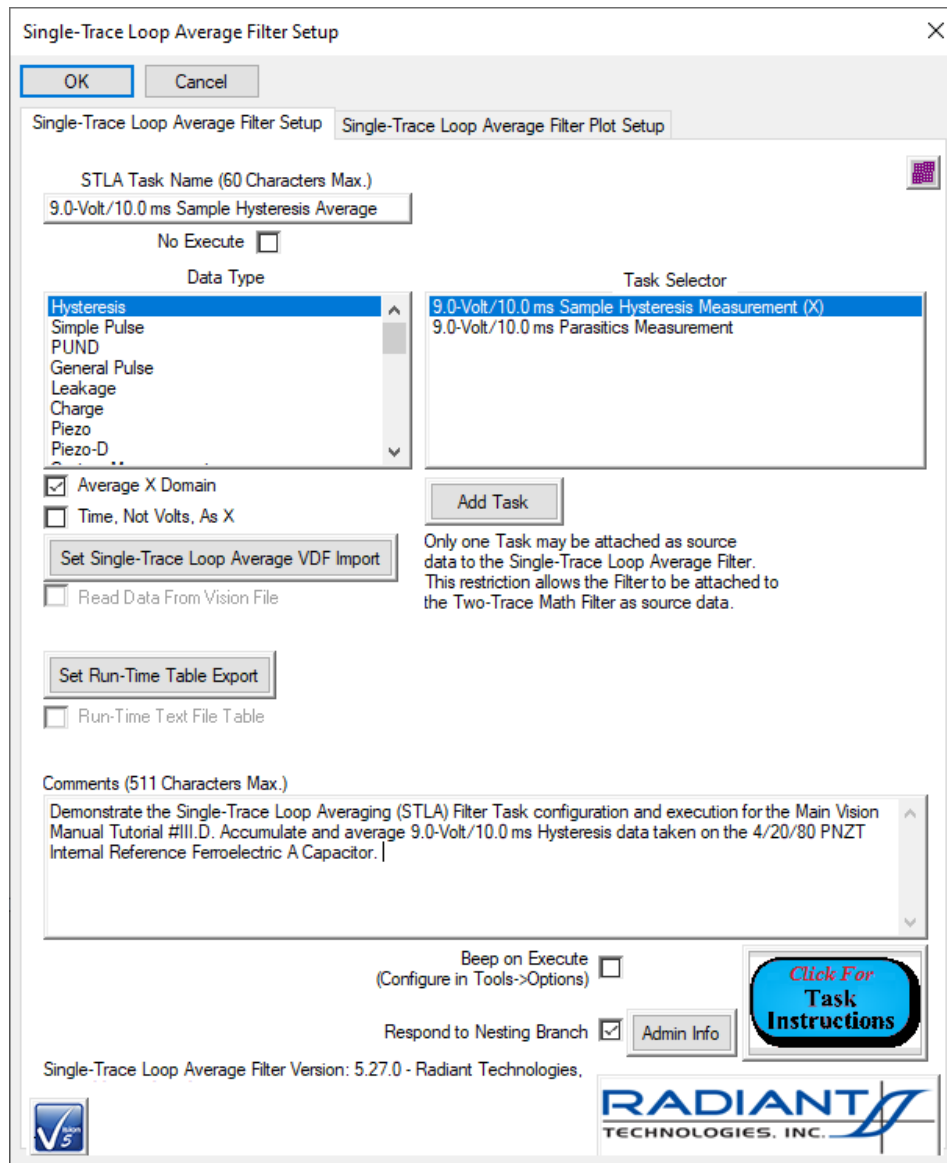 Single-Trace Loop Average Filter Setup
OK
Cancel
Single-Trace Loop Average Filter Setup
Single-Trace Loop Average Filter Plot Setup
STLA Task Name (60 Characters Max.)
9.0-Volt/10.0 ms Sample Hysteresis Average
No Execute
Data Type
Task Selector
Hysteresis
Simple Pulse
PUND
General Pulse
Leakage
Charge
Piezo
Piezo-D
9.0-Volt/10.0 ms Sample Hysteresis Measurement (X)
9.0-Volt/10.0 ms Parasitics Measurement
Average X Domain
Time, Not Volts, As X
Set Single-Trace Loop Average VDF Import
Read Data From Vision File
Add Task
Only one Task may be attached as source
data to the Single-Trace Loop Average Filter.
This restriction allows the Filter to be attached to
the Two-Trace Math Filter as source data.
Set Run-Time Table Export
Run-Time Text File Table
Comments (511 Characters Max.)
Demonstrate the Single-Trace Loop Averaging (STLA) Filter Task configuration and execution for the Main Vision
Manual Tutorial #III.D. Accumulate and average 9.0-Volt/10.0 ms Hysteresis data taken on the 4/20/80 PNZT
Internal Reference Ferroelectric A Capacitor.
Beep on Execute
(Configure in Tools->Options)
Click For
Task
Instructions
Respond to Nesting Branch
Admin Info
Single-Trace Loop Average Filter Version: 5.27.0 - Radiant Technologies,
Vision
5
RADIANT
TECHNOLOGIES, INC.